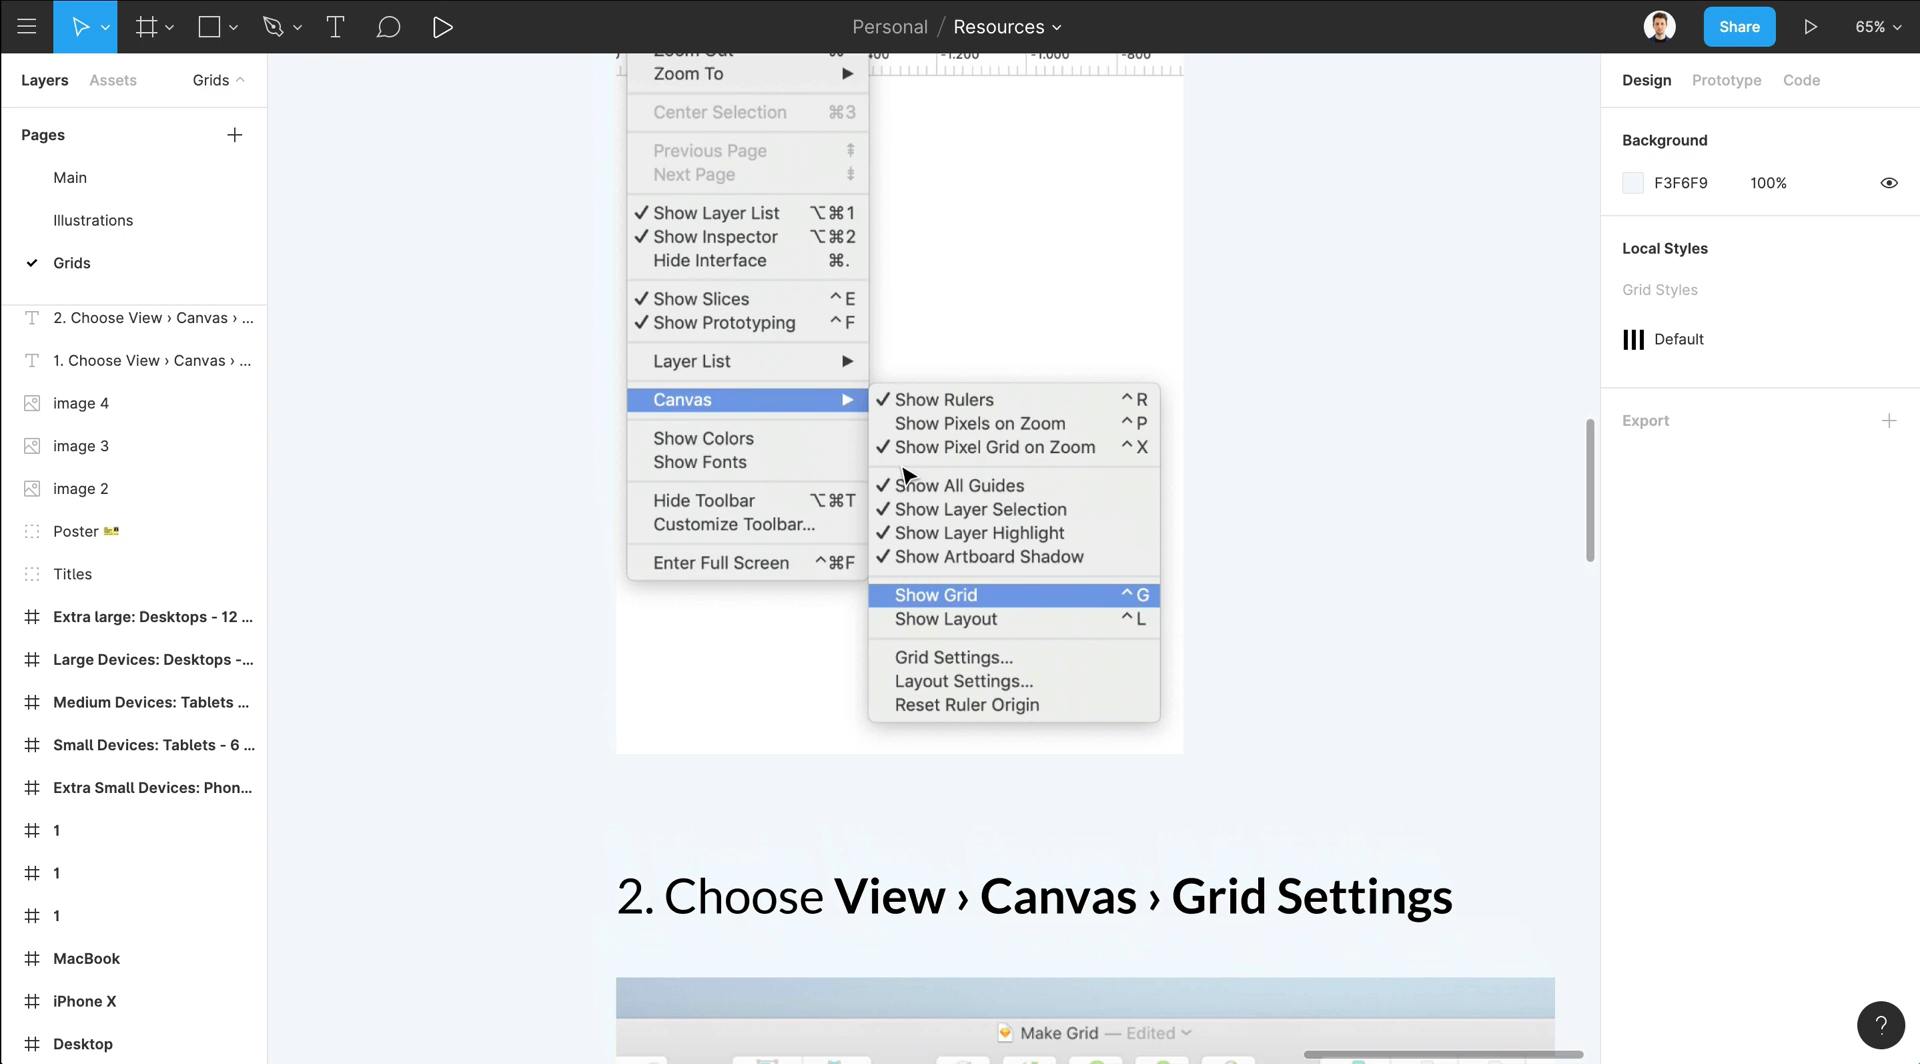 Personal / Resources
Share
65%
Layers
Assets
Grids
Pages
Main
Illustrations
Grids
2. Choose View › Canvas › ...
1. Choose View › Canvas › ...
image 4
image 3
image 2
Poster
Titles
Extra large: Desktops - 12 ...
Large Devices: Desktops -...
Medium Devices: Tablets ...
Small Devices: Tablets - 6 ...
Extra Small Devices: Phon...
1
1
1
MacBook
iPhone X
Desktop
Zoom Out
Zoom To
Center Selection ⌘3
Previous Page
Next Page
Show Layer List ⌥⌘1
Show Inspector ⌥⌘2
Hide Interface ⌘.
Show Slices ^E
Show Prototyping ^F
Layer List
Canvas
Show Colors
Show Fonts
Hide Toolbar ⌥⌘T
Customize Toolbar...
Enter Full Screen ^⌘F
-1.200 -1.000 -800
Show Rulers ^R
Show Pixels on Zoom ^P
Show Pixel Grid on Zoom ^X
Show All Guides
Show Layer Selection
Show Layer Highlight
Show Artboard Shadow
Show Grid ^G
Show Layout ^L
Grid Settings...
Layout Settings...
Reset Ruler Origin
2. Choose View › Canvas › Grid Settings
Make Grid — Edited
Design
Prototype
Code
Background
F3F6F9 100%
Local Styles
Grid Styles
Default
Export
?